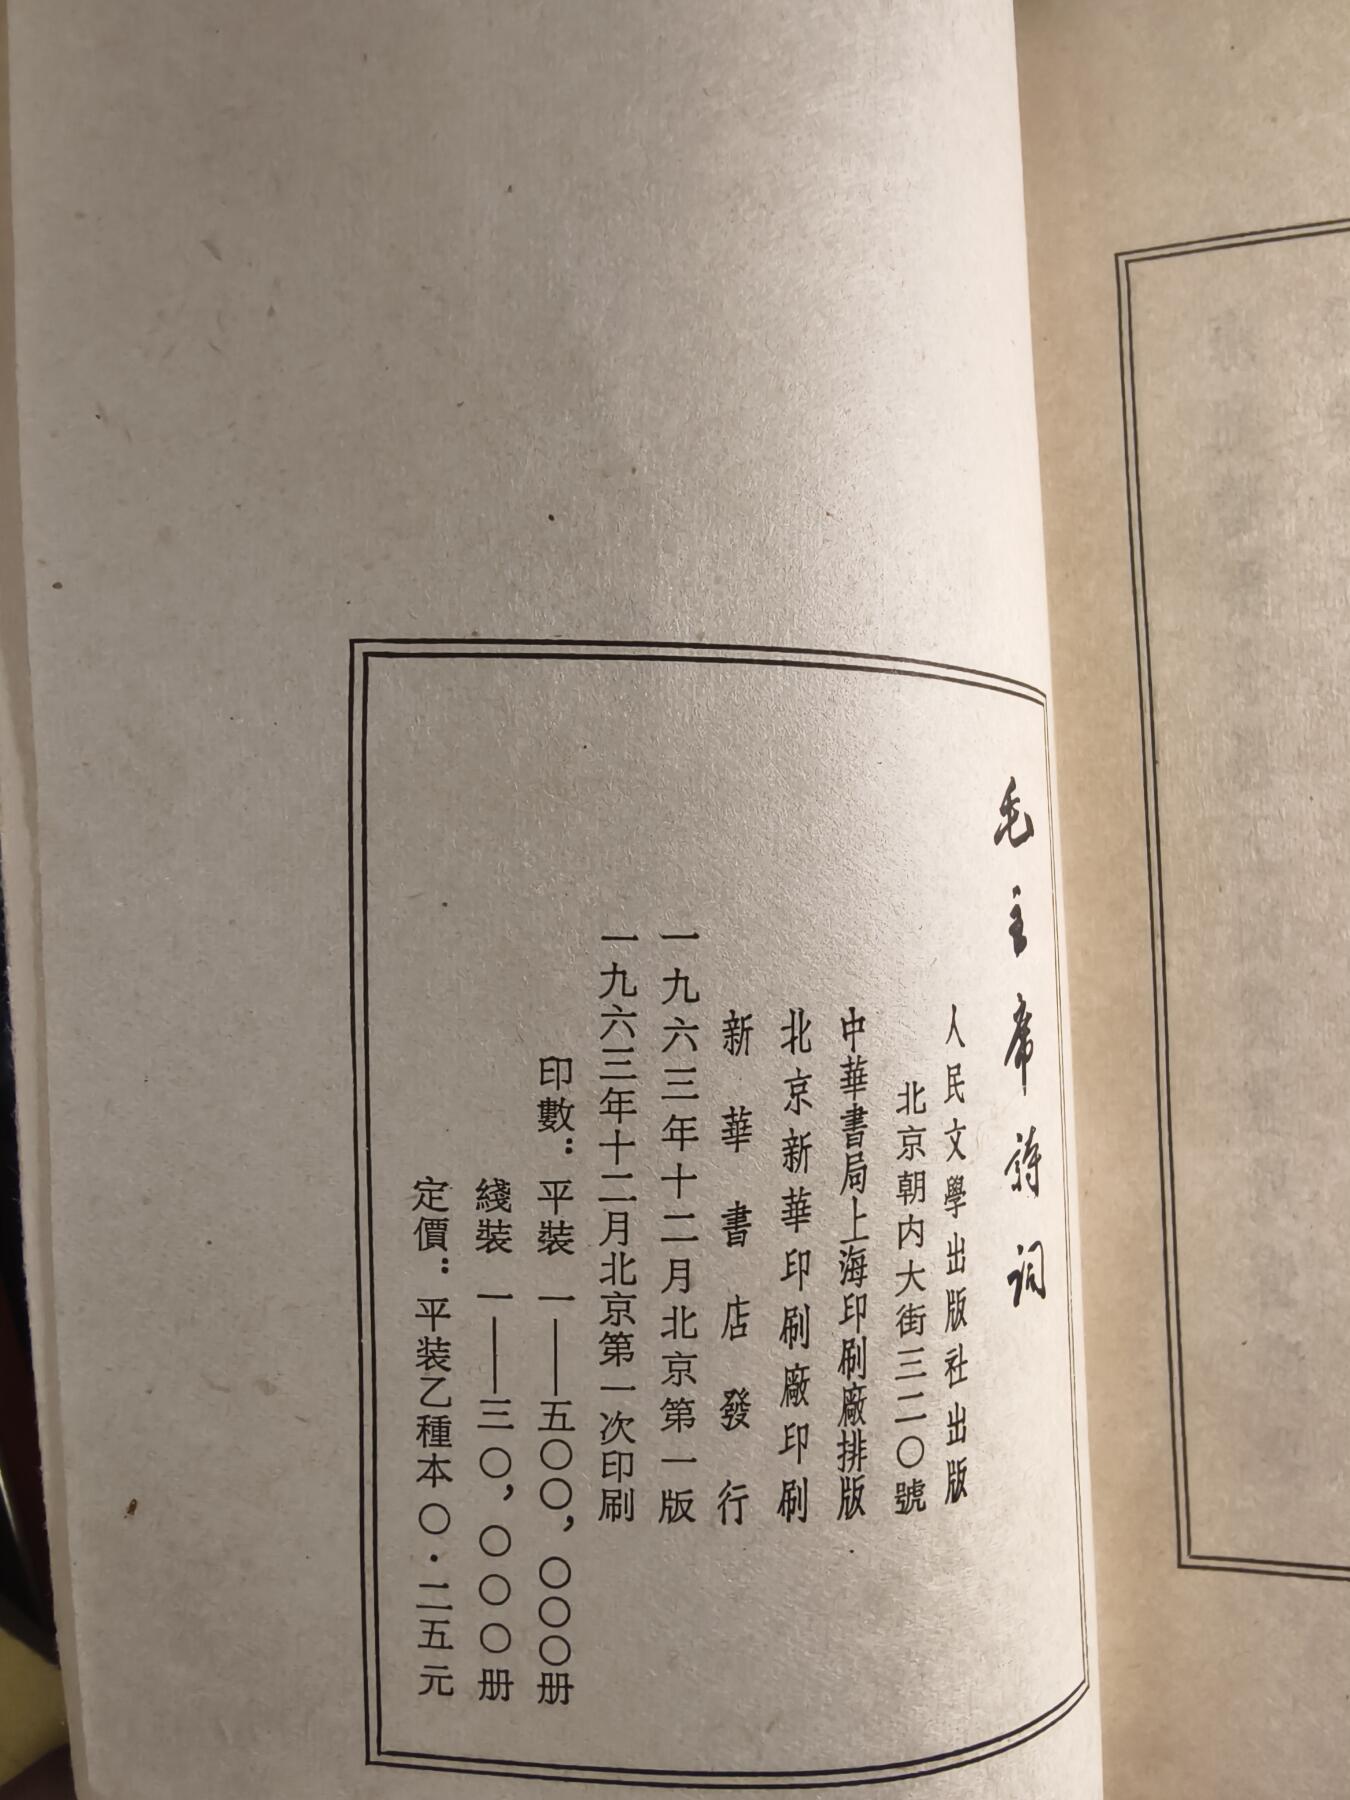 毛主席詩詞
人民文學出版社出版
北京朝内大街三二〇號
中華書局上海印刷廠排版
北京新華印刷廠印刷
新華書店發行
一九六三年十二月北京第一版
一九六三年十二月北京第一次印刷
印數：平裝 一——五〇〇，〇〇〇册
綫裝 一——三〇，〇〇〇册
定價：平装乙種本〇·二五元